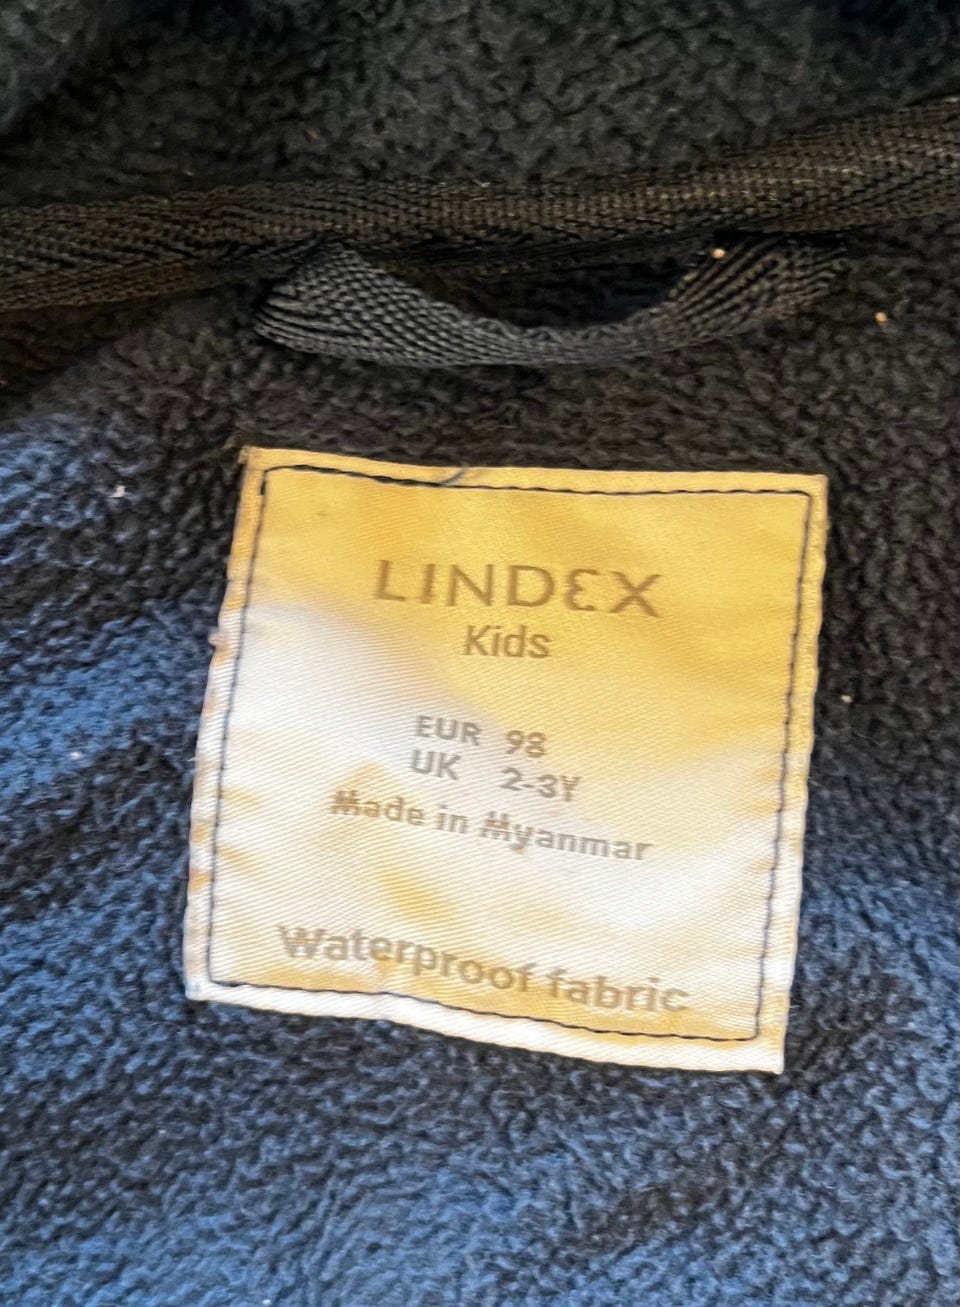 LINDEX
Kids
EUR 98
UK 2-3Y
Made in Myanmar
Waterproof fabric